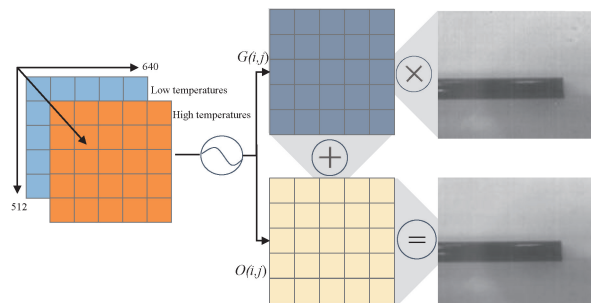 640
G(i,j)
Low temperatures
High temperatures
×
+
512
O(i,j)
=